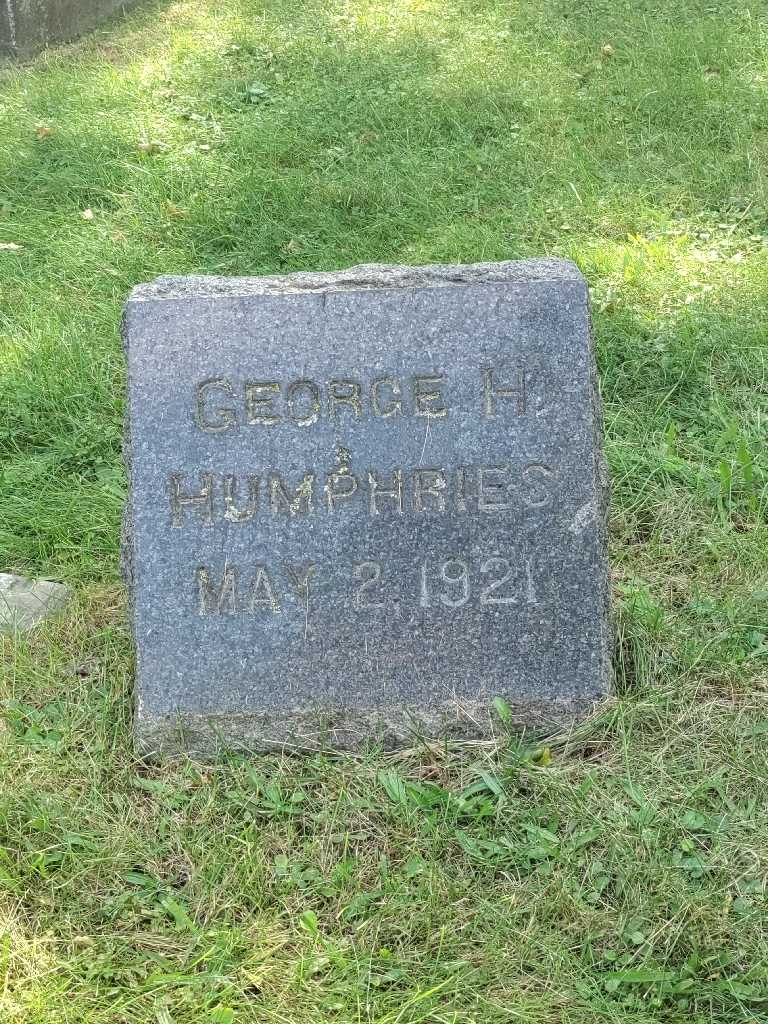 GEORGE H
HUMPHRIES
MAY 2, 1921